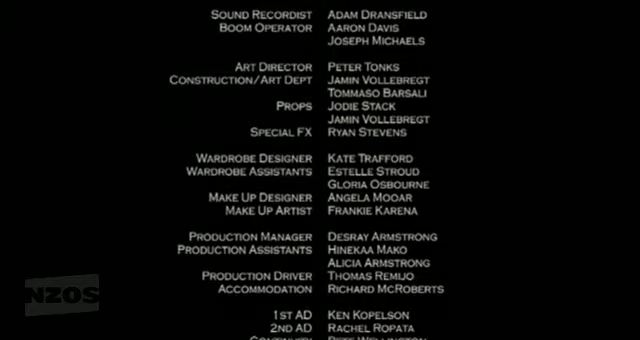 SOUND RECORDIST ADAM DRANSFIELD
BOOM OPERATOR AARON DAVIS
JOSEPH MICHAELS
ART DIRECTOR PETER TONKS
CONSTRUCTION/ART DEPT JAMIN VOLLEBREGT
TOMMASO BARSALI
PROPS JODIE STACK
JAMIN VOLLEBREGT
SPECIAL FX RYAN STEVENS
WARDROBE DESIGNER KATE TRAFFORD
WARDROBE ASSISTANTS ESTELLE STROUD
GLORIA OSBOURNE
MAKE UP DESIGNER ANGELA MOOAR
MAKE UP ARTIST FRANKIE KARENA
PRODUCTION MANAGER DESRAY ARMSTRONG
PRODUCTION ASSISTANTS HINEKAA MAKO
ALICIA ARMSTRONG
PRODUCTION DRIVER THOMAS REMIJO
ACCOMMODATION RICHARD MCROBERTS
NZOS
1ST AD KEN KOPELSON
2ND AD RACHEL ROPATA
CONTINUITY PETE WELLINGTON